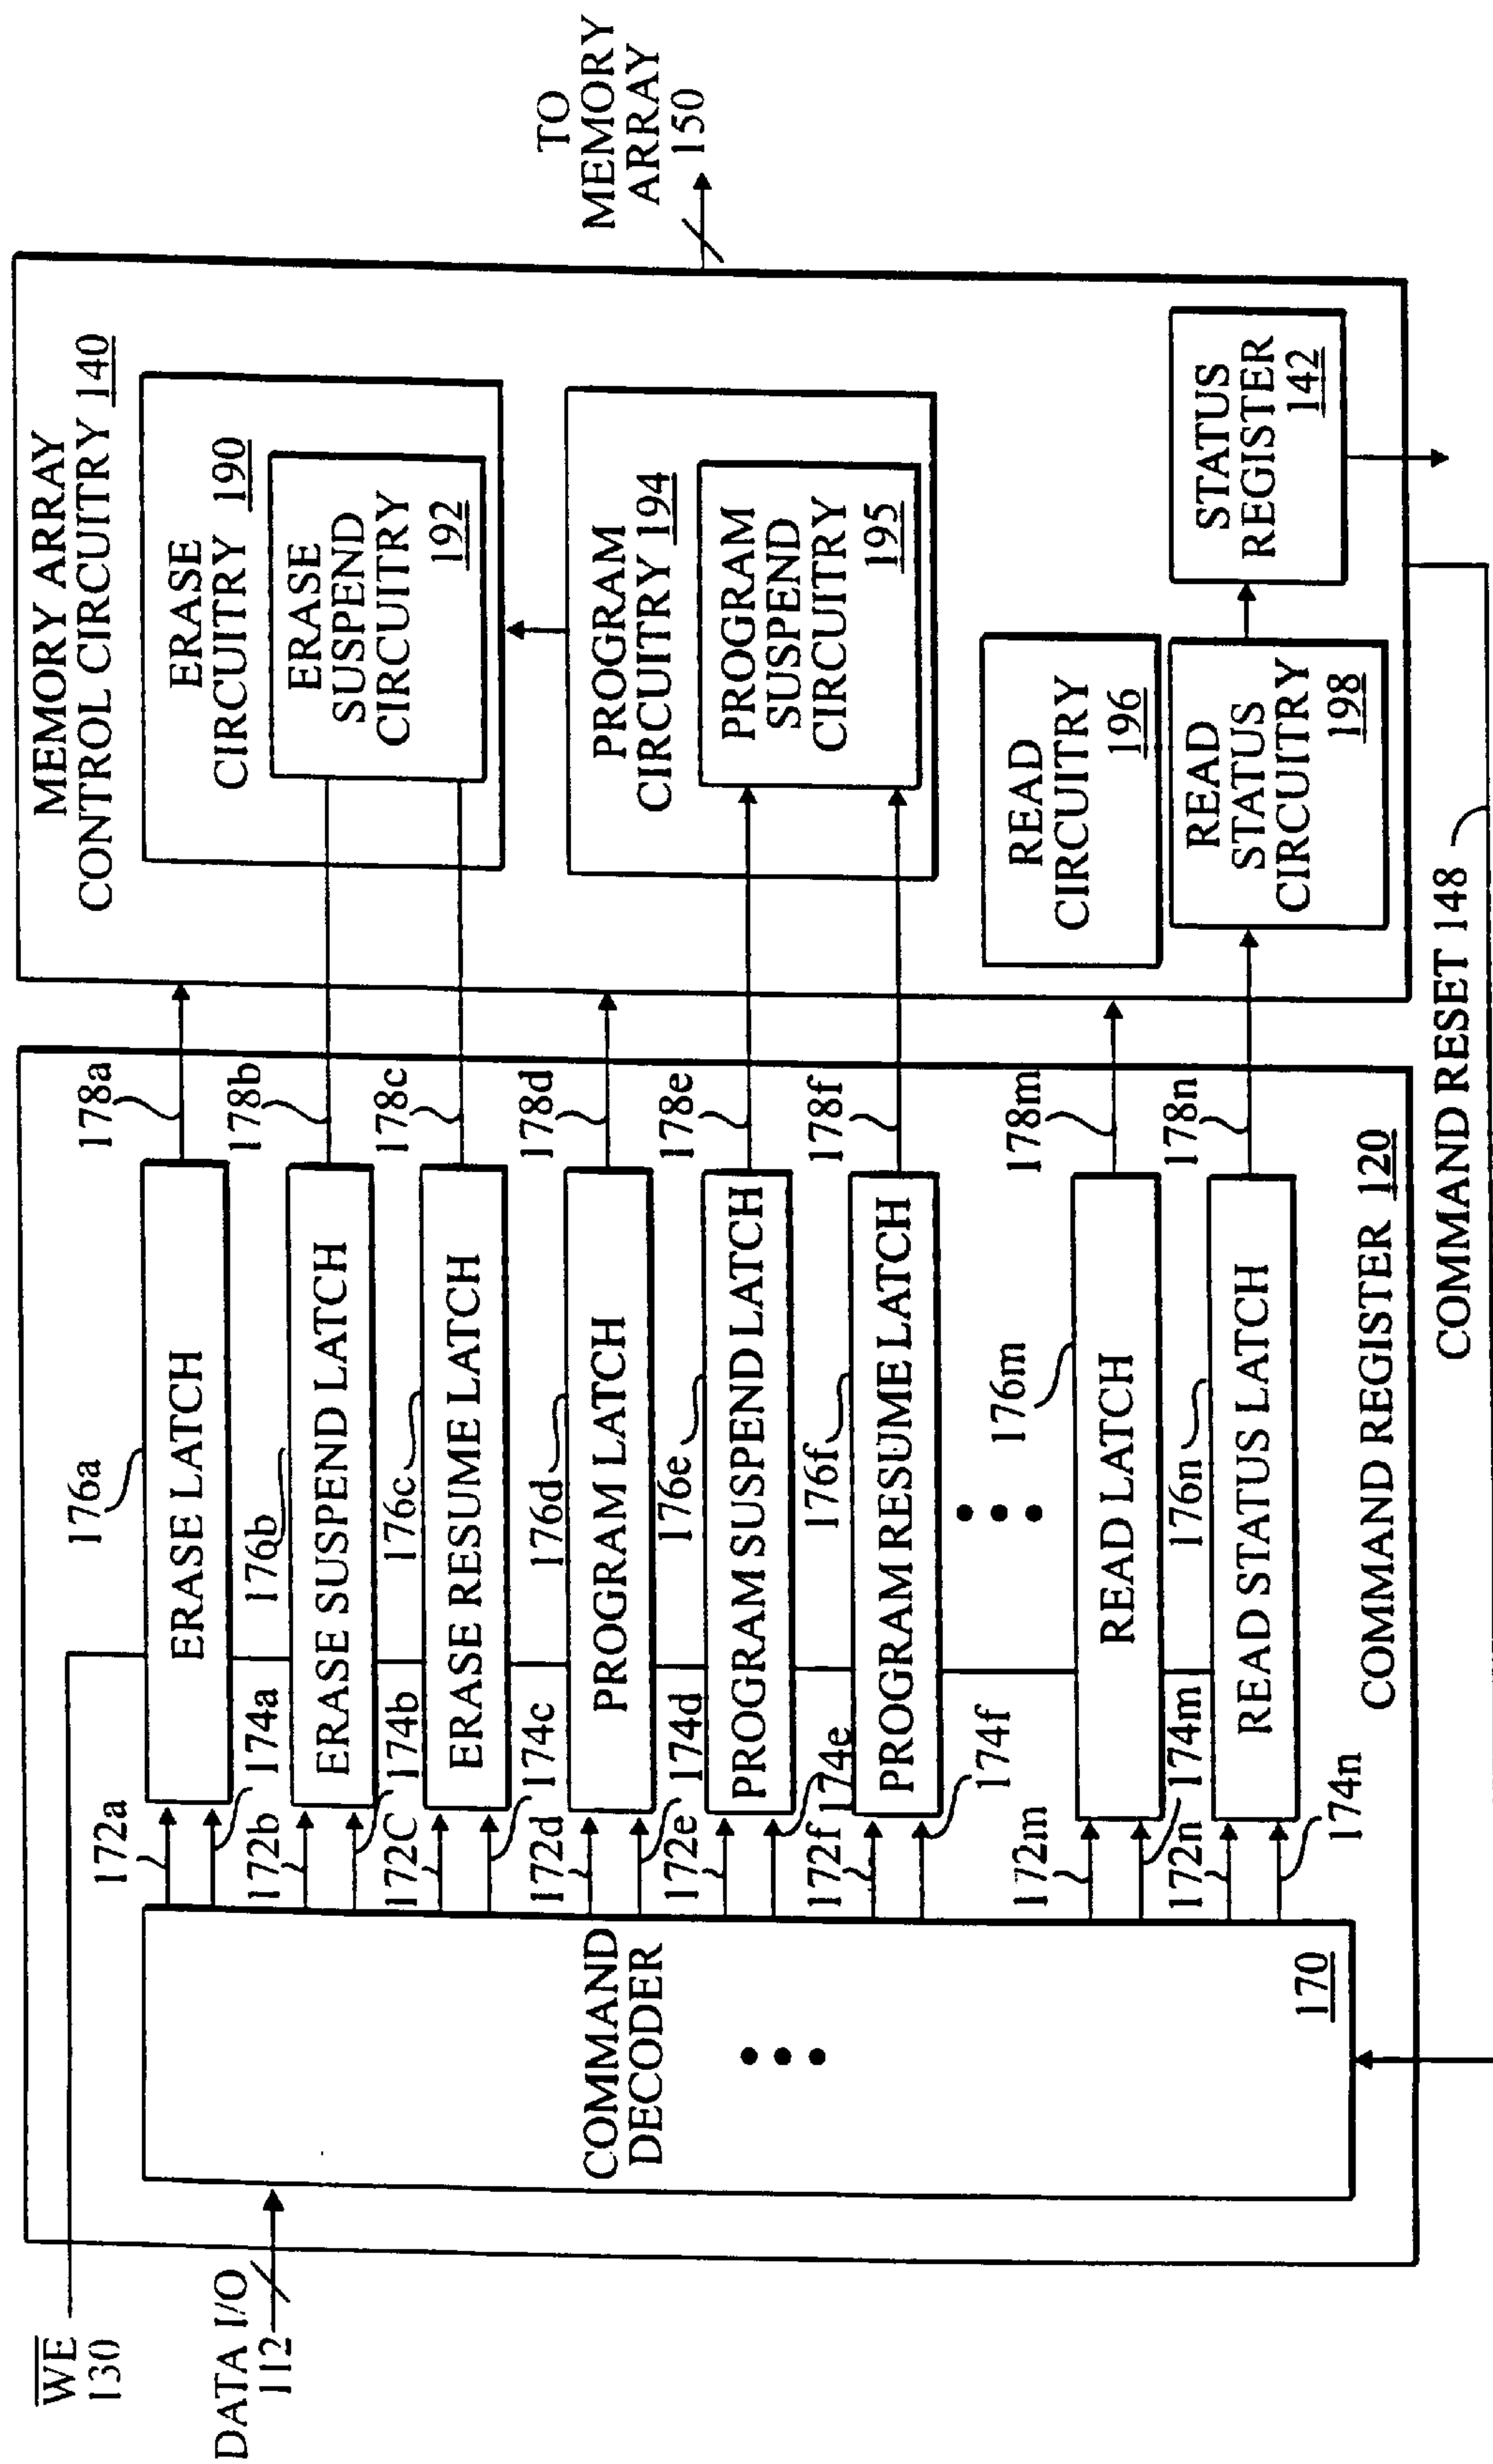 WE
130
DATA I/O
112
COMMAND
DECODER
170
172a
174a
172b
174b
172C
174c
172d
174d
172e
174e
172f
174f
172m
174m
172n
174n
176a
ERASE LATCH
176b
ERASE SUSPEND LATCH
176c
ERASE RESUME LATCH
176d
PROGRAM LATCH
176e
PROGRAM SUSPEND LATCH
176f
PROGRAM RESUME LATCH
176m
READ LATCH
176n
READ STATUS LATCH
COMMAND REGISTER 120
178a
178b
178c
178d
178e
178f
178m
178n
COMMAND RESET 148
MEMORY ARRAY
CONTROL CIRCUITRY 140
ERASE
CIRCUITRY 190
ERASE
SUSPEND
CIRCUITRY
192
PROGRAM
CIRCUITRY 194
PROGRAM
SUSPEND
CIRCUITRY
195
READ
CIRCUITRY
196
READ
STATUS
CIRCUITRY
198
STATUS
REGISTER
142
TO
MEMORY
ARRAY
150